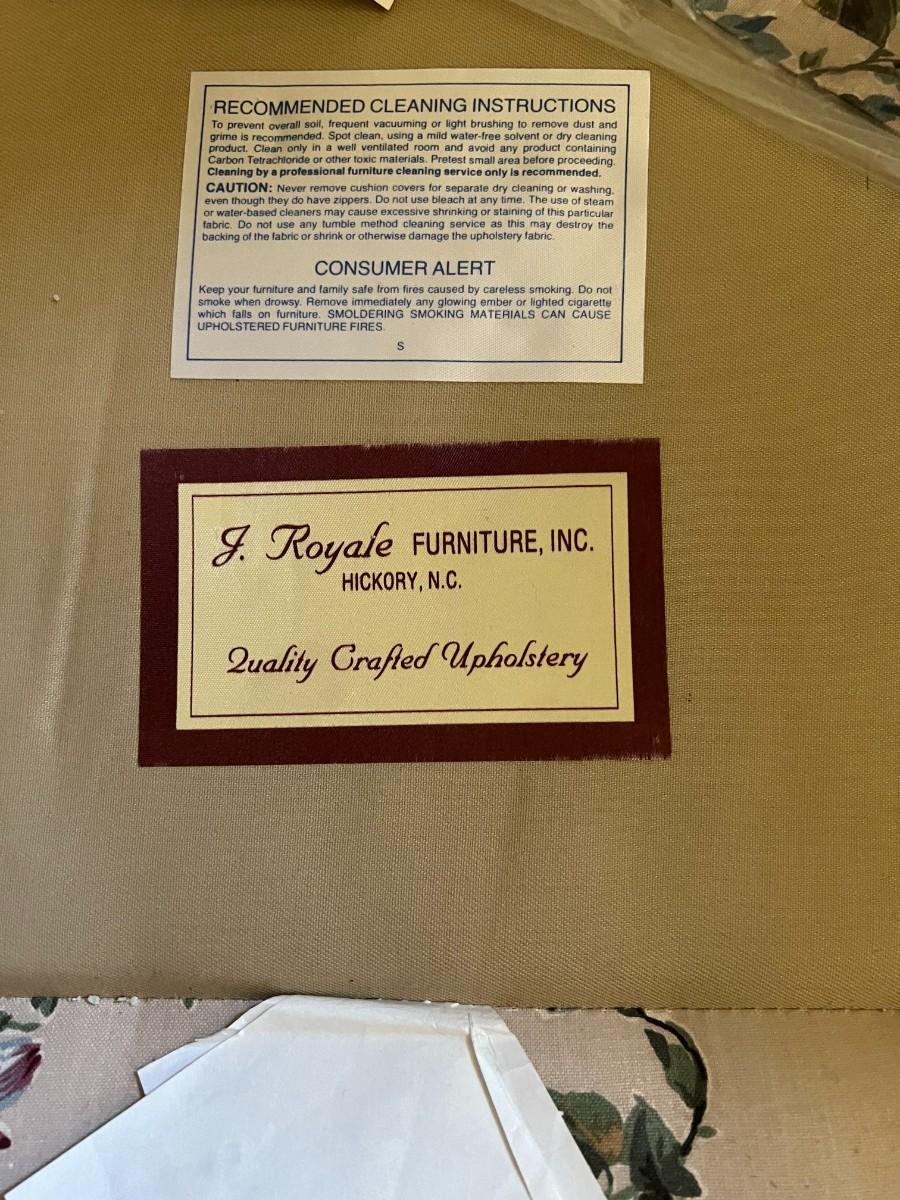 RECOMMENDED CLEANING INSTRUCTIONS
To prevent overall soil, frequent vacuuming or light brushing to remove dust and
grime is recommended. Spot clean, using a mild water-free solvent or dry cleaning
product. Clean only in a well ventilated room and avoid any product containing
Carbon Tetrachloride or other toxic materials. Pretest small area before proceeding.
Cleaning by a professional furniture cleaning service only is recommended.
CAUTION: Never remove cushion covers for separate dry cleaning or washing,
even though they do have zippers. Do not use bleach at any time. The use of steam
or water-based cleaners may cause excessive shrinking or staining of this particular
fabric. Do not use any tumble method cleaning service as this may destroy the
backing of the fabric or shrink or otherwise damage the upholstery fabric.
CONSUMER ALERT
Keep your furniture and family safe from fires caused by careless smoking. Do not
smoke when drowsy. Remove immediately any glowing ember or lighted cigarette
which falls on furniture. SMOLDERING SMOKING MATERIALS CAN CAUSE
UPHOLSTERED FURNITURE FIRES.
S
J. Royale FURNITURE, INC.
HICKORY, N.C.
Quality Crafted Upholstery